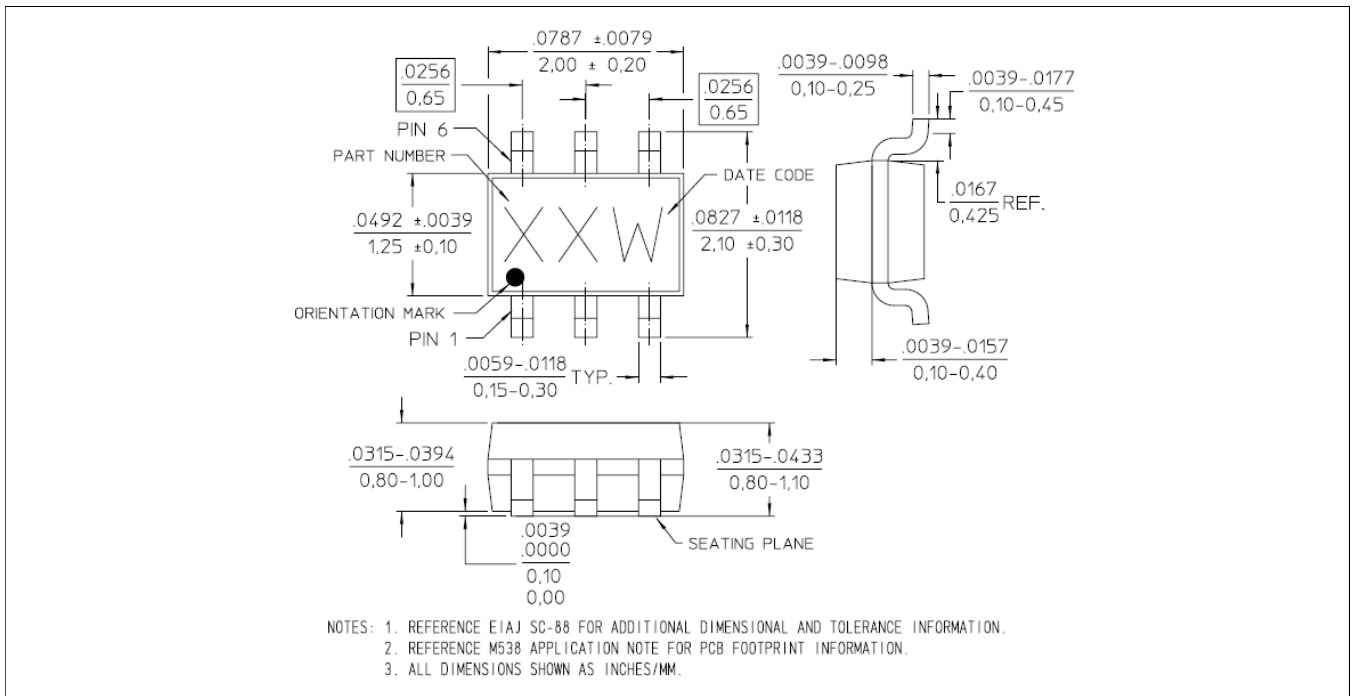 .0787 ±.0079
2,00 ± 0,20
.0256
0,65
.0256
0.65
.0039-.0098
0,10-0,25
.0039-.0177
0,10-0,45
PIN 6
PART NUMBER
DATE CODE
.0167
0,425
REF.
.0492 ±.0039
1,25 ±0,10
XXW
.0827 ±.0118
2,10 ±0,30
ORIENTATION MARK
PIN 1
.0059-.0118
0,15-0,30
TYP.
.0039-.0157
0,10-0,40
.0315-.0394
0,80-1,00
.0315-.0433
0,80-1,10
.0039
.0000
0,10
0,00
SEATING PLANE
NOTES: 1. REFERENCE EIAJ SC-88 FOR ADDITIONAL DIMENSIONAL AND TOLERANCE INFORMATION.
2. REFERENCE M538 APPLICATION NOTE FOR PCB FOOTPRINT INFORMATION.
3. ALL DIMENSIONS SHOWN AS INCHES/MM.